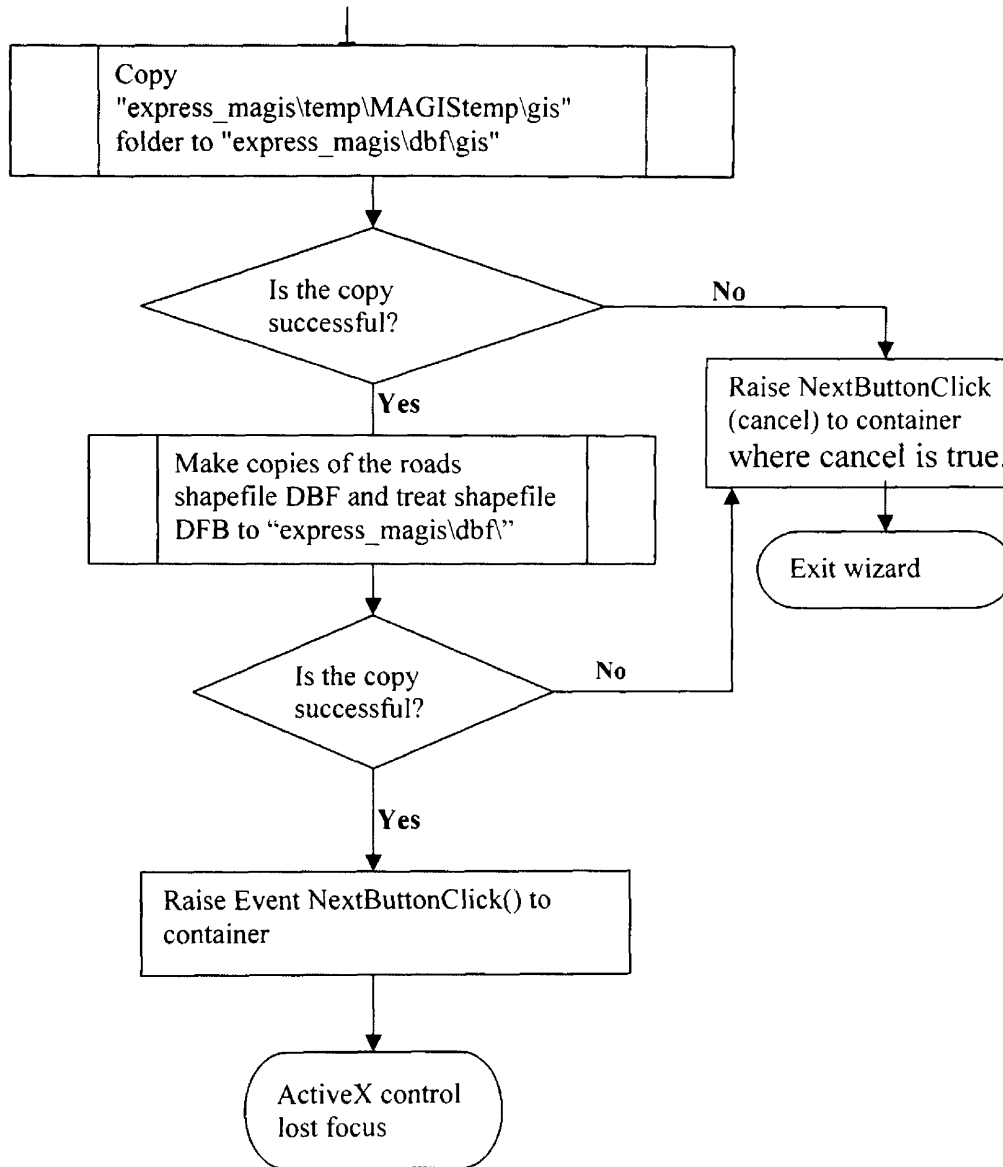 Copy
"express_magis\temp\MAGIStemp\gis"
folder to "express_magis\dbf\gis"
Is the copy
successful?
No
Yes
Raise NextButtonClick
(cancel) to container
where cancel is true.
Make copies of the roads
shapefile DBF and treat shapefile
DFB to “express_magis\dbf\”
Exit wizard
Is the copy
successful?
No
Yes
Raise Event NextButtonClick() to
container
ActiveX control
lost focus